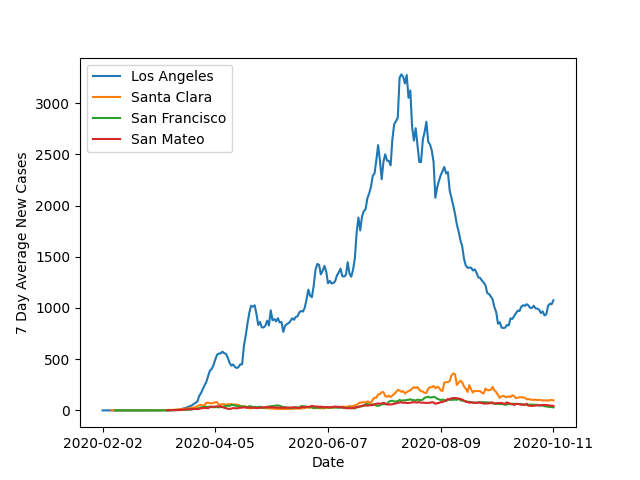 Los Angeles
Santa Clara
San Francisco
San Mateo
7 Day Average New Cases
3000
2500
2000
1500
1000
500
0
2020-02-02 2020-04-05 2020-06-07 2020-08-09 2020-10-11
Date